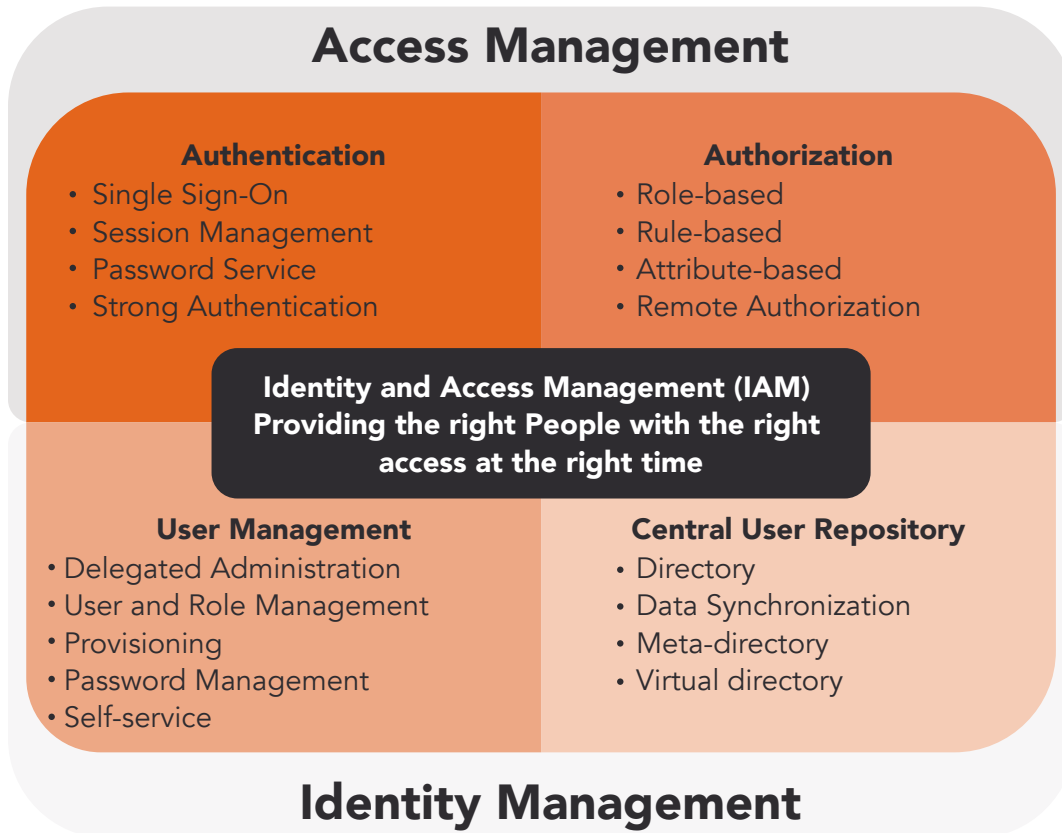 Access Management
Authentication
• Single Sign-On
• Session Management
• Password Service
• Strong Authentication
Authorization
• Role-based
• Rule-based
• Attribute-based
• Remote Authorization
Identity and Access Management (IAM)
Providing the right People with the right
access at the right time
User Management
• Delegated Administration
• User and Role Management
• Provisioning
• Password Management
• Self-service
Central User Repository
• Directory
• Data Synchronization
• Meta-directory
• Virtual directory
Identity Management